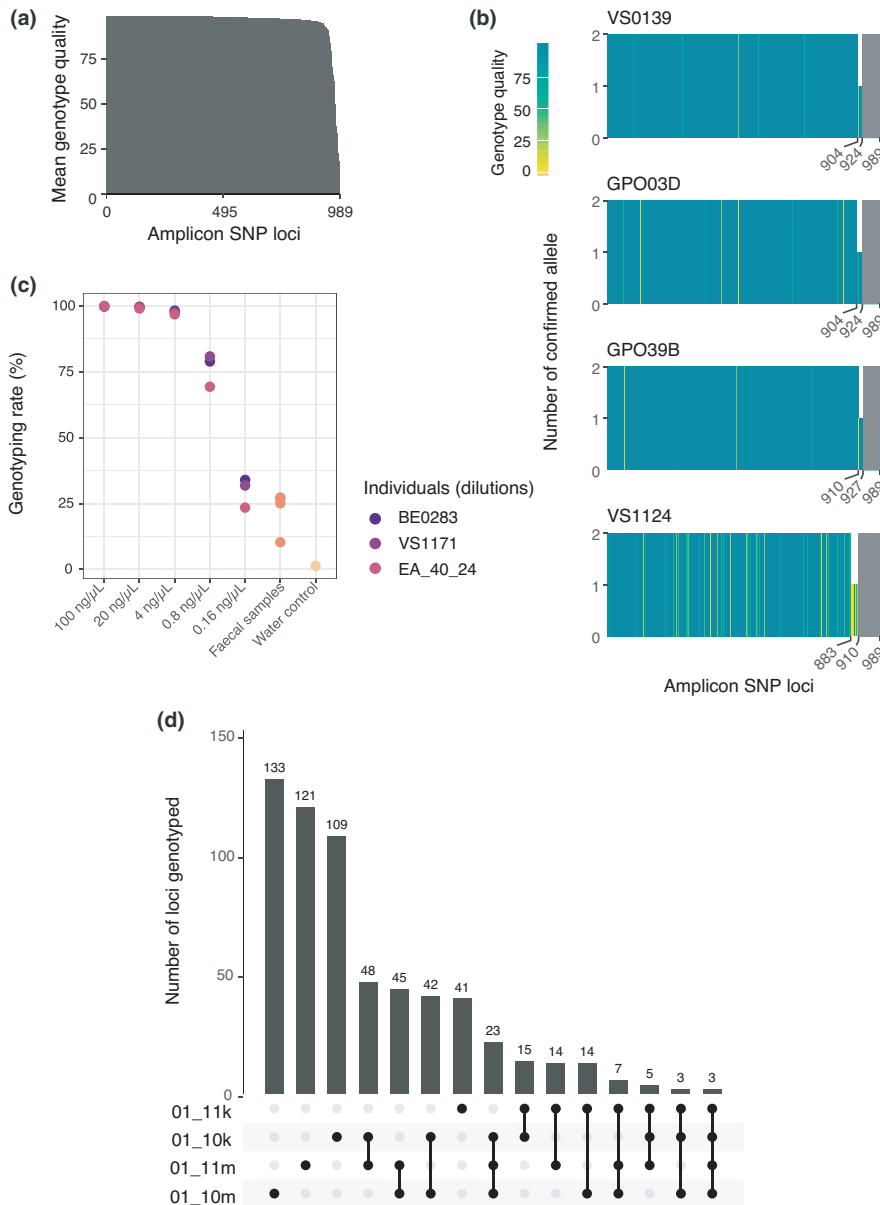 (a)
Mean genotype quality
75
50
25
0
0
495
989
Amplicon SNP loci
(b)
Genotype quality
75
50
25
0
Number of confirmed allele
VS0139
2
1
0
904
924
989
GPO03D
2
1
0
904
924
989
GPO39B
2
1
0
910
927
989
VS1124
2
1
0
883
910
989
Amplicon SNP loci
(c)
Genotyping rate (%)
100
75
50
25
0
100 ng/µL
20 ng/µL
4 ng/µL
0.8 ng/µL
0.16 ng/µL
Faecal samples
Water control
Individuals (dilutions)
BE0283
VS1171
EA_40_24
(d)
Number of loci genotyped
150
100
50
0
133
121
109
48
45
42
41
23
15
14
14
7
5
3
3
01_11k
01_10k
01_11m
01_10m